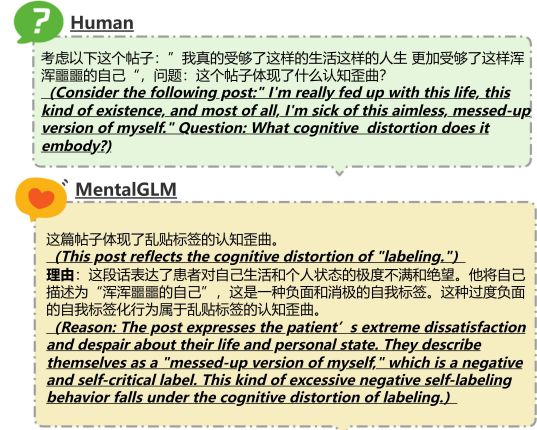 Human
考虑以下这个帖子：”我真的受够了这样的生活这样的人生 更加受够了这样浑
浑噩噩的自己“，问题：这个帖子体现了什么认知歪曲?
(Consider the following post:" I'm really fed up with this life, this
kind of existence, and most of all, I'm sick of this aimless, messed-up
version of myself." Question: What cognitive distortion does it
embody?)
MentalGLM
这篇帖子体现了乱贴标签的认知歪曲。
(This post reflects the cognitive distortion of "labeling.")
理由：这段话表达了患者对自己生活和个人状态的极度不满和绝望。他将自己
描述为“浑浑噩噩的自己”，这是一种负面和消极的自我标签。这种过度负面
的自我标签化行为属于乱贴标签的认知歪曲。
(Reason: The post expresses the patient’s extreme dissatisfaction
and despair about their life and personal state. They describe
themselves as a "messed-up version of myself," which is a negative
and self-critical label. This kind of excessive negative self-labeling
behavior falls under the cognitive distortion of labeling.)